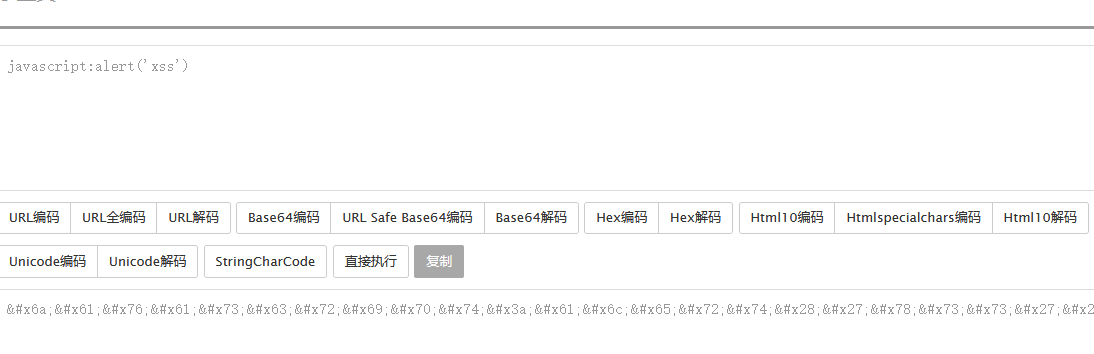 javascript:alert('xss')
URL编码 URL全编码 URL解码 Base64编码 URL Safe Base64编码 Base64解码 Hex编码 Hex解码 Html10编码 Htmlspecialchars编码 Html10解码
Unicode编码 Unicode解码 StringCharCode 直接执行 复制
&#x6a;&#x61;&#x76;&#x61;&#x73;&#x63;&#x72;&#x69;&#x70;&#x74;&#x3a;&#x61;&#x6c;&#x65;&#x72;&#x74;&#x28;&#x27;&#x78;&#x73;&#x73;&#x27;&#x2